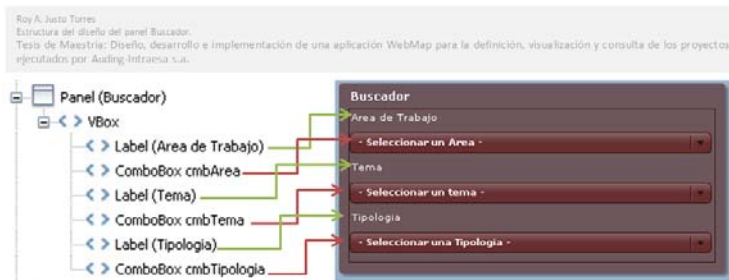 Roy A. Justo Torres
Estructura del diseño del panel Buscador.
Tesis de Maestria: Diseño, desarrollo e implementación de una aplicación WebMap para la definición, visualización y consulta de los proyectos
ejecutados por Auding-Intraesa s.a.
Panel (Buscador)
VBox
Label (Area de Trabajo)
ComboBox cmbArea
Label (Tema)
ComboBox cmbTema
Label (Tipologia)
ComboBox cmbTipologia
Buscador
Area de Trabajo
- Seleccionar un Area -
Tema
- Seleccionar un tema -
Tipologia
- Seleccionar una Tipologia -